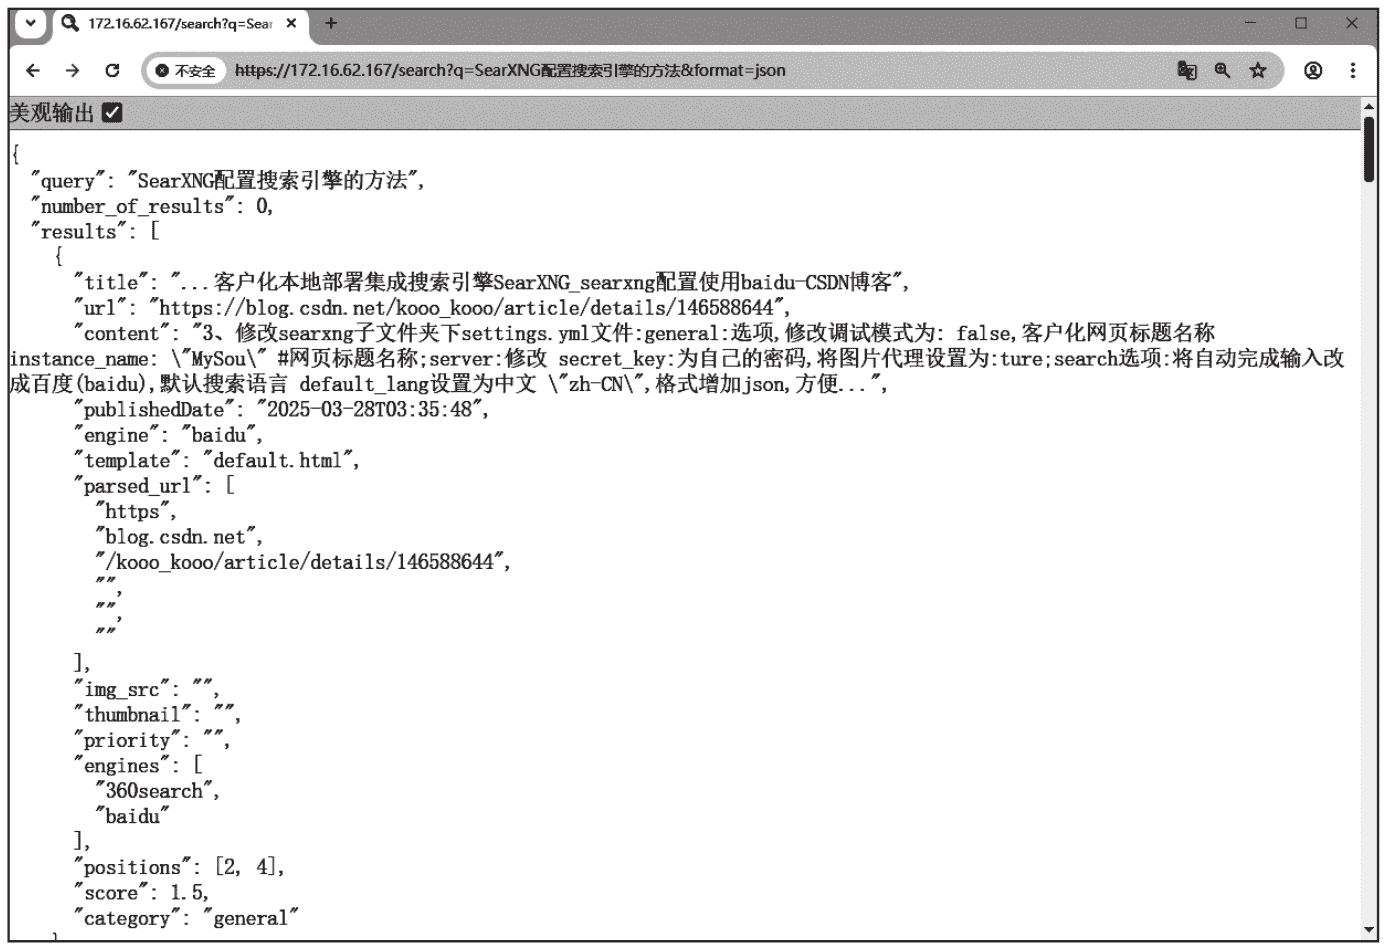 172.16.62.167/search?q=Sear
不安全 https://172.16.62.167/search?q=SearXNG配置搜索引擎的方法&format=json
美观输出
{
"query": "SearXNG配置搜索引擎的方法",
"number_of_results": 0,
"results": [
{
"title": "...客户化本地部署集成搜索引擎SearXNG_searxng配置使用baidu-CSDN博客",
"url": "https://blog.csdn.net/kooo_kooo/article/details/146588644",
"content": "3、修改searxng子文件夹下settings.yml文件:general:选项,修改调试模式为: false,客户化网页标题名称
instance_name: \"MySou\" #网页标题名称;server:修改 secret_key:为自己的密码,将图片代理设置为:ture;search选项:将自动完成输入改
成百度(baidu),默认搜索语言 default_lang设置为中文 \"zh-CN\",格式增加json,方便...",
"publishedDate": "2025-03-28T03:35:48",
"engine": "baidu",
"template": "default.html",
"parsed_url": [
"https",
"blog.csdn.net",
"/kooo_kooo/article/details/146588644",
"",
"",
""
],
"img_src": "",
"thumbnail": "",
"priority": "",
"engines": [
"360search",
"baidu"
],
"positions": [2, 4],
"score": 1.5,
"category": "general"